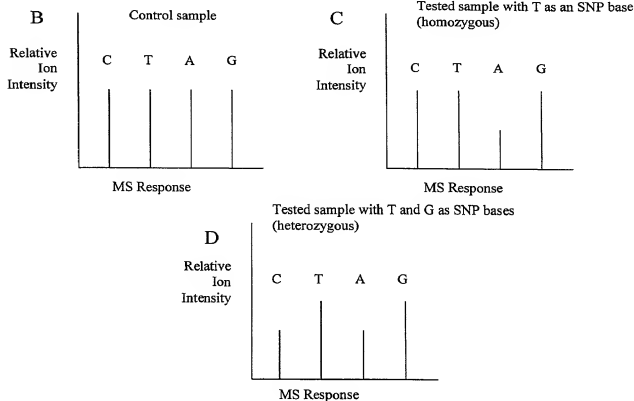 B
Control sample
Relative
Ion
Intensity
C T A G
MS Response
C
Tested sample with T as an SNP base
(homozygous)
Relative
Ion
Intensity
C T A G
MS Response
D
Tested sample with T and G as SNP bases
(heterozygous)
Relative
Ion
Intensity
C T A G
MS Response